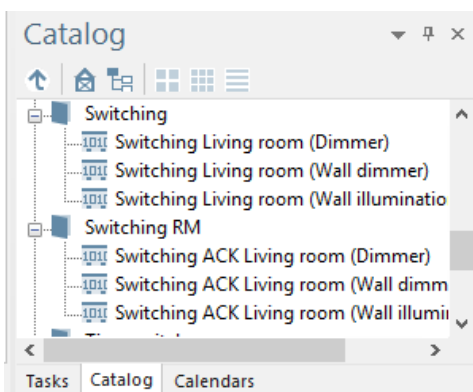 Catalog
Switching
Switching Living room (Dimmer)
Switching Living room (Wall dimmer)
Switching Living room (Wall illuminatio
Switching RM
Switching ACK Living room (Dimmer)
Switching ACK Living room (Wall dimm
Switching ACK Living room (Wall illumin
Tasks Catalog Calendars